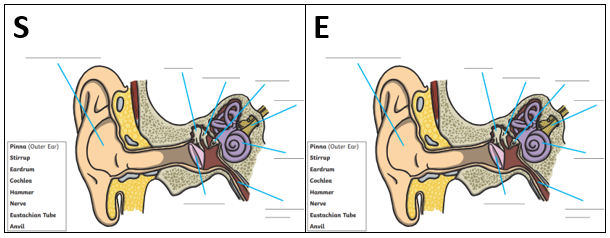 S
Pinna (Outer Ear)
Stirrup
Eardrum
Cochlea
Hammer
Nerve
Eustachian Tube
Anvil
E
Pinna (Outer Ear)
Stirrup
Eardrum
Cochlea
Hammer
Nerve
Eustachian Tube
Anvil